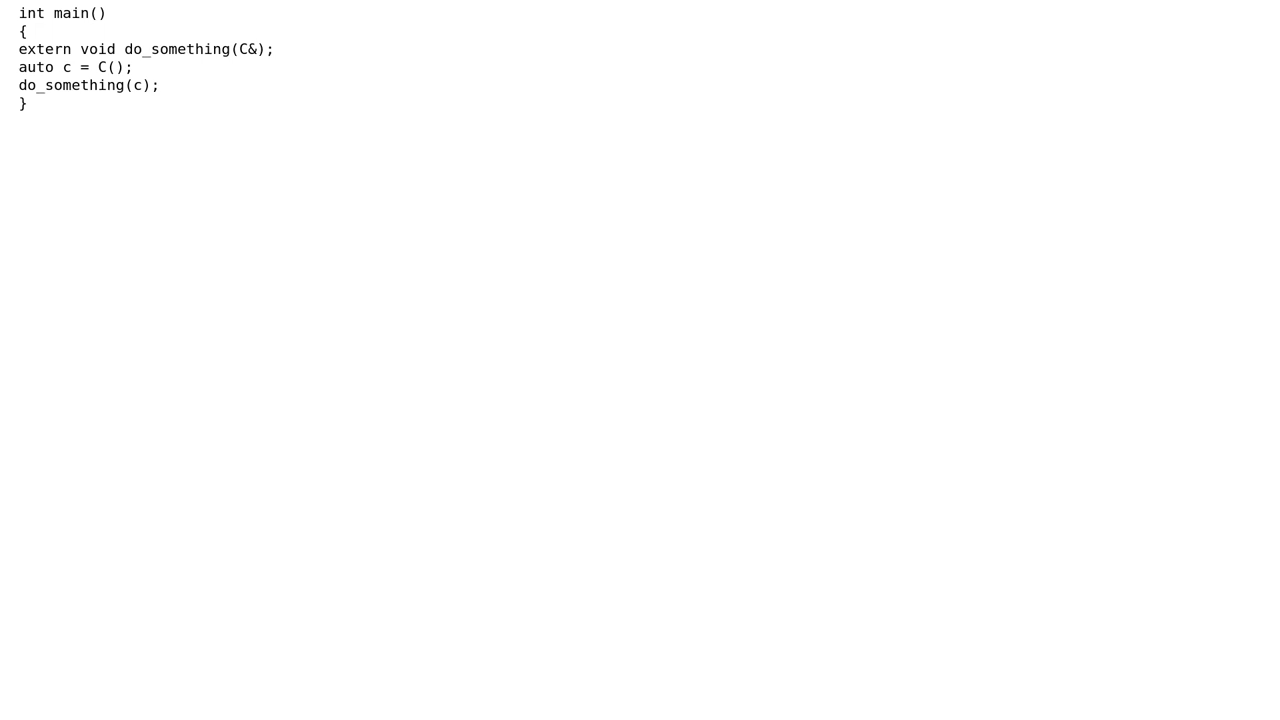 int main()
{
extern void do_something(C&);
auto c = C();
do_something(c);
}